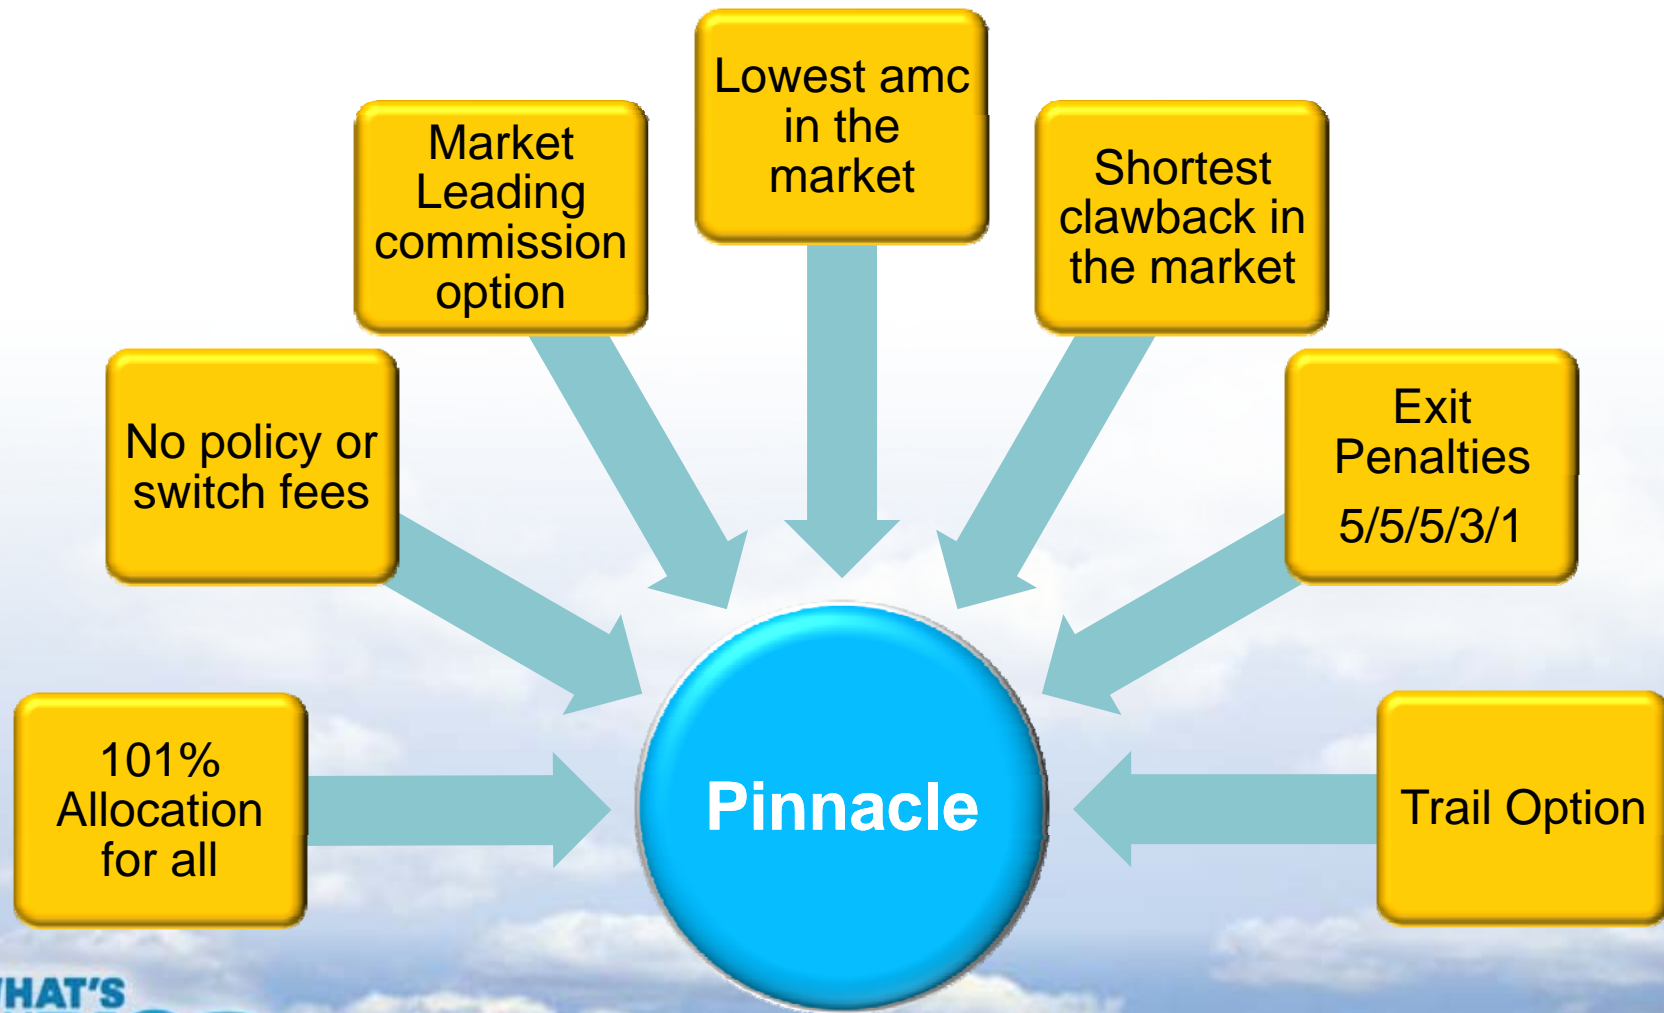 Lowest amc
in the
market
Market
Leading
commission
option
Shortest
clawback in
the market
No policy or
switch fees
Exit
Penalties
5/5/5/3/1
101%
Allocation
for all
Pinnacle
Trail Option